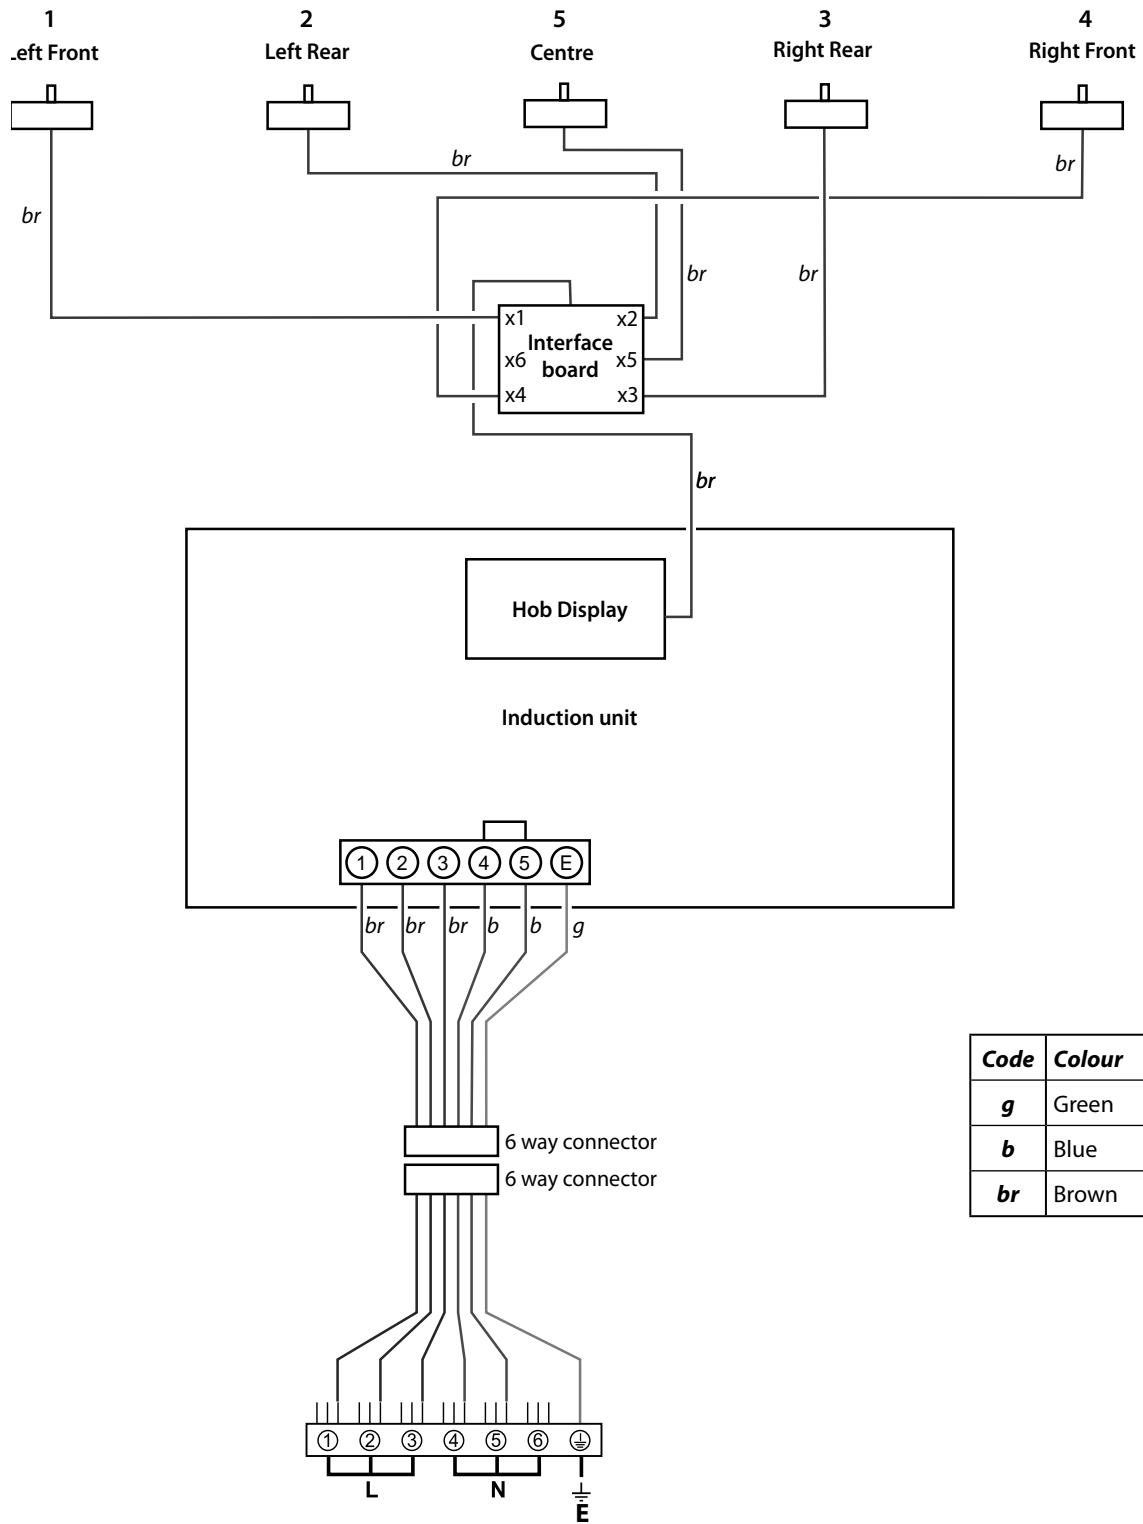 1 2 5 3 4
Left Front Left Rear Centre Right Rear Right Front
br
br
br
br
br
x1 x2
Interface
x6 x5
board
x4 x3
br
Hob Display
Induction unit
1 2 3 4 5 E
br br br b b g
6 way connector
6 way connector
Code Colour
g Green
b Blue
br Brown
1 2 3 4 5 6
L N
E